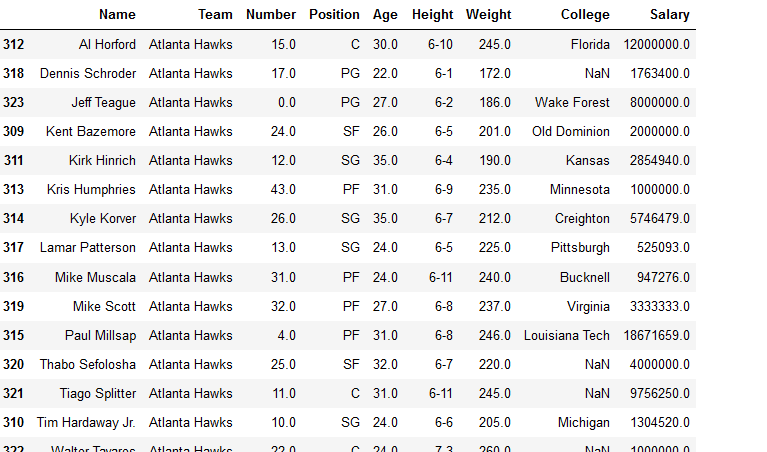 Name Team Number Position Age Height Weight College Salary
312 Al Horford Atlanta Hawks 15.0 C 30.0 6-10 245.0 Florida 12000000.0
318 Dennis Schroder Atlanta Hawks 17.0 PG 22.0 6-1 172.0 NaN 1763400.0
323 Jeff Teague Atlanta Hawks 0.0 PG 27.0 6-2 186.0 Wake Forest 8000000.0
309 Kent Bazemore Atlanta Hawks 24.0 SF 26.0 6-5 201.0 Old Dominion 2000000.0
311 Kirk Hinrich Atlanta Hawks 12.0 SG 35.0 6-4 190.0 Kansas 2854940.0
313 Kris Humphries Atlanta Hawks 43.0 PF 31.0 6-9 235.0 Minnesota 1000000.0
314 Kyle Korver Atlanta Hawks 26.0 SG 35.0 6-7 212.0 Creighton 5746479.0
317 Lamar Patterson Atlanta Hawks 13.0 SG 24.0 6-5 225.0 Pittsburgh 525093.0
316 Mike Muscala Atlanta Hawks 31.0 PF 24.0 6-11 240.0 Bucknell 947276.0
319 Mike Scott Atlanta Hawks 32.0 PF 27.0 6-8 237.0 Virginia 3333333.0
315 Paul Millsap Atlanta Hawks 4.0 PF 31.0 6-8 246.0 Louisiana Tech 18671659.0
320 Thabo Sefolosha Atlanta Hawks 25.0 SF 32.0 6-7 220.0 NaN 4000000.0
321 Tiago Splitter Atlanta Hawks 11.0 C 31.0 6-11 245.0 NaN 9756250.0
310 Tim Hardaway Jr. Atlanta Hawks 10.0 SG 24.0 6-6 205.0 Michigan 1304520.0
322 Walter Tavares Atlanta Hawks 22.0 C 24.0 7-3 260.0 NaN 1000000.0